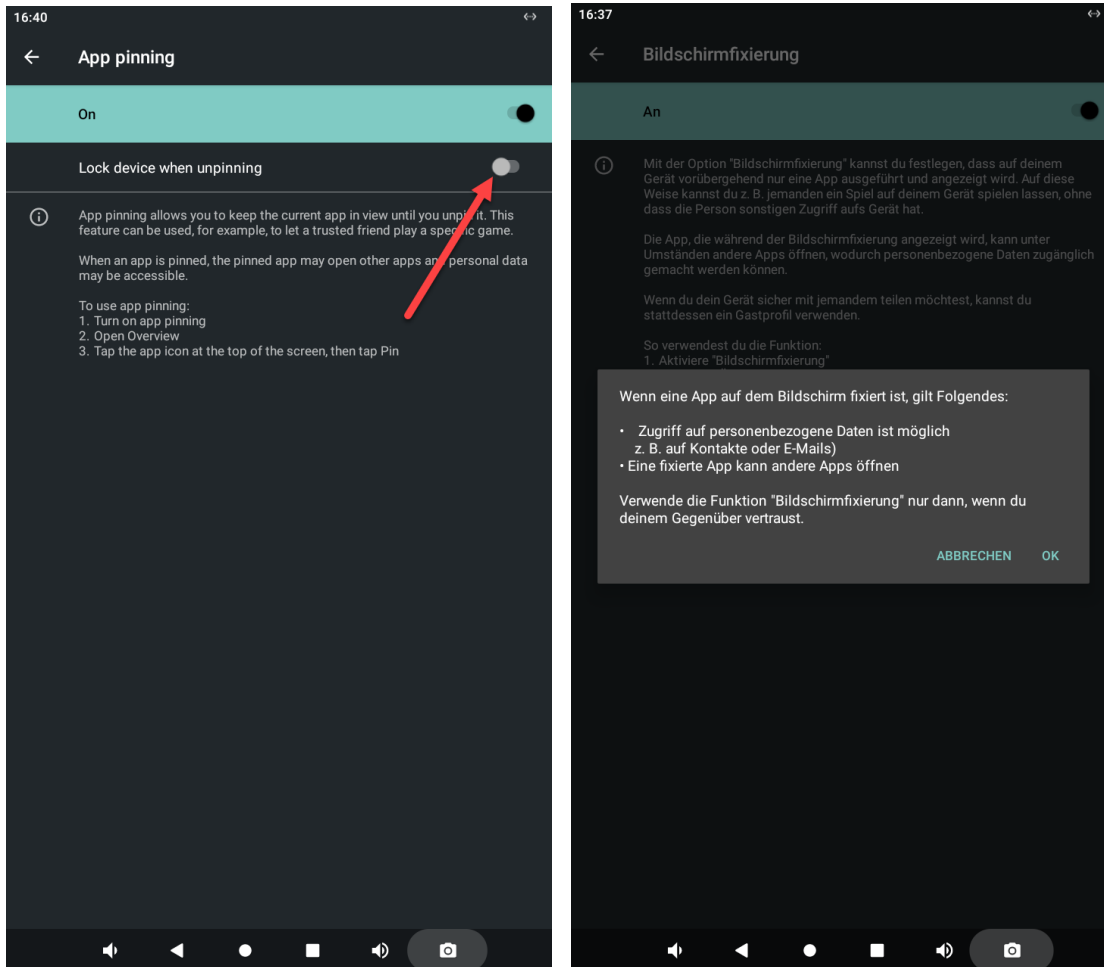 16:40
App pinning
On
Lock device when unpinning
App pinning allows you to keep the current app in view until you unpin it. This
feature can be used, for example, to let a trusted friend play a specific game.
When an app is pinned, the pinned app may open other apps and personal data
may be accessible.
To use app pinning:
1. Turn on app pinning
2. Open Overview
3. Tap the app icon at the top of the screen, then tap Pin
16:37
Bildschirmfixierung
An
Mit der Option "Bildschirmfixierung" kannst du festlegen, dass auf deinem
Gerät vorübergehend nur eine App ausgeführt und angezeigt wird. Auf diese
Weise kannst du z. B. jemanden ein Spiel auf deinem Gerät spielen lassen, ohne
dass die Person sonstigen Zugriff aufs Gerät hat.
Die App, die während der Bildschirmfixierung angezeigt wird, kann unter
Umständen andere Apps öffnen, wodurch personenbezogene Daten zugänglich
gemacht werden können.
Wenn du dein Gerät sicher mit jemandem teilen möchtest, kannst du
stattdessen ein Gastprofil verwenden.
So verwendest du die Funktion:
1. Aktiviere "Bildschirmfixierung"
Wenn eine App auf dem Bildschirm fixiert ist, gilt Folgendes:
• Zugriff auf personenbezogene Daten ist möglich
z. B. auf Kontakte oder E-Mails)
• Eine fixierte App kann andere Apps öffnen
Verwende die Funktion "Bildschirmfixierung" nur dann, wenn du
deinem Gegenüber vertraust.
ABBRECHEN OK